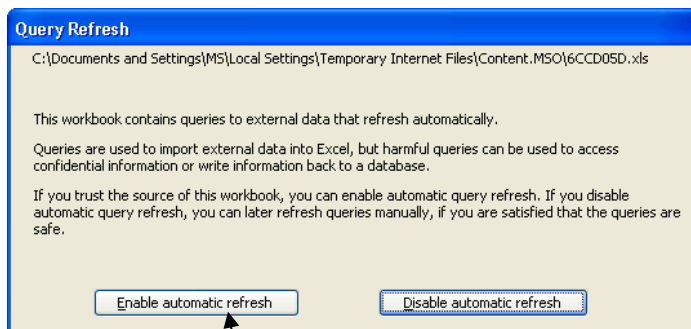 Query Refresh
C:\Documents and Settings\MS\Local Settings\Temporary Internet Files\Content.MSO\6CCD05D.xls
This workbook contains queries to external data that refresh automatically.
Queries are used to import external data into Excel, but harmful queries can be used to access
confidential information or write information back to a database.
If you trust the source of this workbook, you can enable automatic query refresh. If you disable
automatic query refresh, you can later refresh queries manually, if you are satisfied that the queries are
safe.
Enable automatic refresh Disable automatic refresh